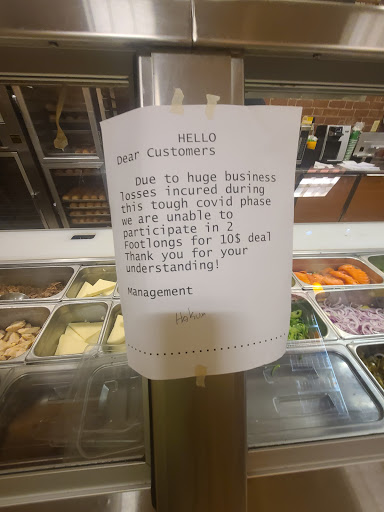 HELLO
Dear Customers
Due to huge business
losses incured during
this tough covid phase
we are unable to
participate in 2
Footlongs for 10$ deal
Thank you for your
understanding!
Management